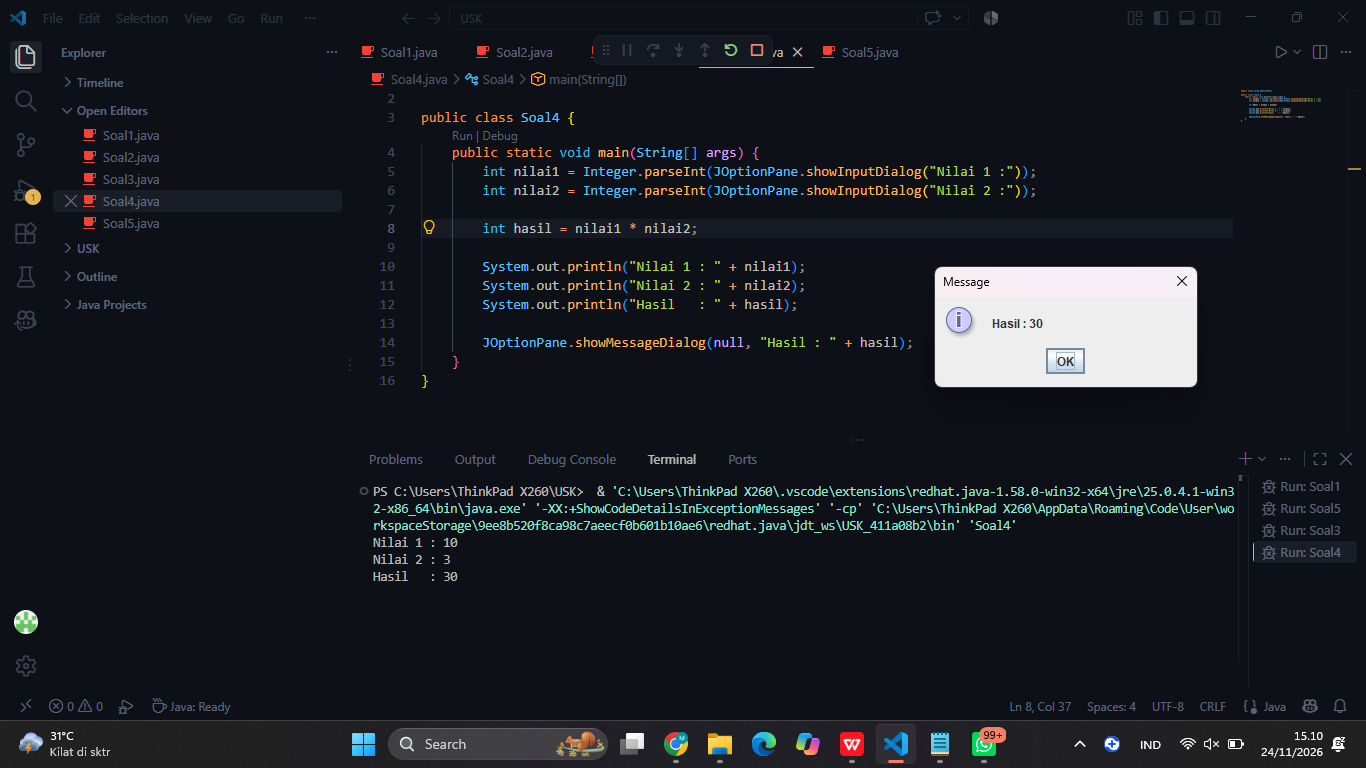 File Edit Selection View Go Run ···
USK
Explorer
Timeline
Open Editors
Soal1.java
Soal2.java
Soal3.java
Soal4.java
Soal5.java
USK
Outline
Java Projects
1
Soal1.java Soal2.java va Soal5.java
Soal4.java > Soal4 > main(String[])
2
3 public class Soal4 {
Run | Debug
4 public static void main(String[] args) {
5 int nilai1 = Integer.parseInt(JOptionPane.showInputDialog("Nilai 1 :"));
6 int nilai2 = Integer.parseInt(JOptionPane.showInputDialog("Nilai 2 :"));
7
8 int hasil = nilai1 * nilai2;
9
10 System.out.println("Nilai 1 : " + nilai1);
11 System.out.println("Nilai 2 : " + nilai2);
12 System.out.println("Hasil   : " + hasil);
13
14 JOptionPane.showMessageDialog(null, "Hasil : " + hasil);
15 }
16 }
Message
Hasil : 30
OK
Problems Output Debug Console Terminal Ports
PS C:\Users\ThinkPad X260\USK>  & 'C:\Users\ThinkPad X260\.vscode\extensions\redhat.java-1.58.0-win32-x64\jre\25.0.4.1-win3
2-x86_64\bin\java.exe' '-XX:+ShowCodeDetailsInExceptionMessages' '-cp' 'C:\Users\ThinkPad X260\AppData\Roaming\Code\User\wo
rkspaceStorage\9ee8b520f8ca98c7aeecf0b601b10ae6\redhat.java\jdt_ws\USK_411a08b2\bin' 'Soal4'
Nilai 1 : 10
Nilai 2 : 3
Hasil   : 30
Run: Soal1
Run: Soal5
Run: Soal3
Run: Soal4
0 0 Java: Ready
Ln 8, Col 37 Spaces: 4 UTF-8 CRLF Java
31°C
Kilat di sktr
Search
99+
IND
15.10
24/11/2026